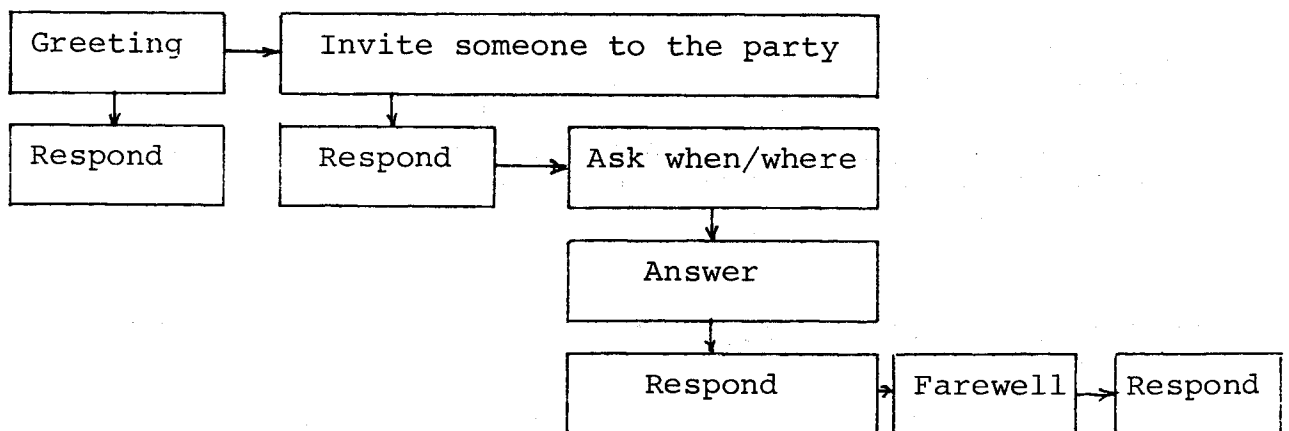 Greeting
Invite someone to the party
Respond
Respond
Ask when/where
Answer
Respond
Farewell
Respond